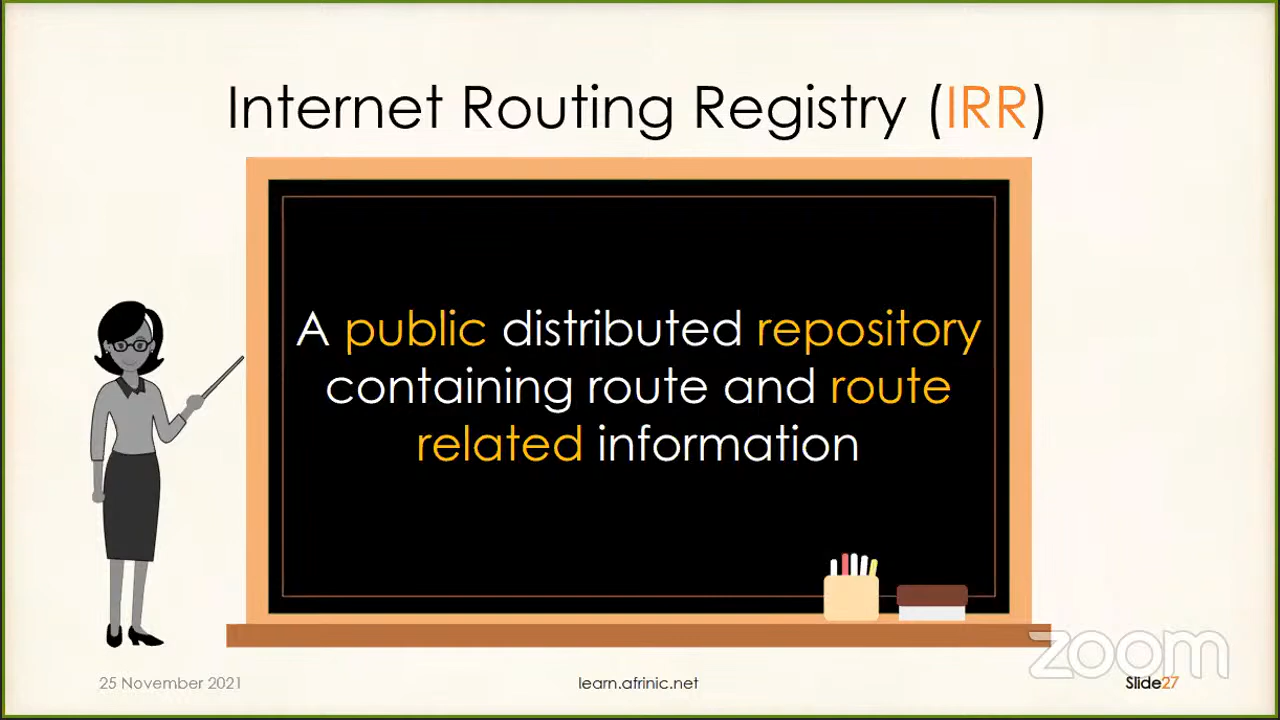 Internet Routing Registry (IRR)
A public distributed repository
containing route and route
related information
zoom
25 November 2021
learn.afrinic.net
Slide27